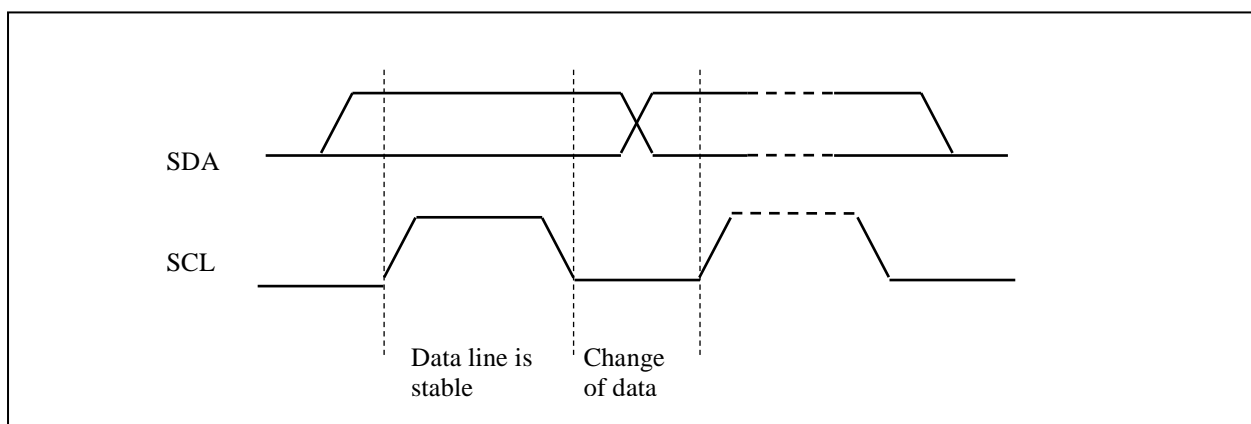 SDA
SCL
Data line is
stable
Change
of data